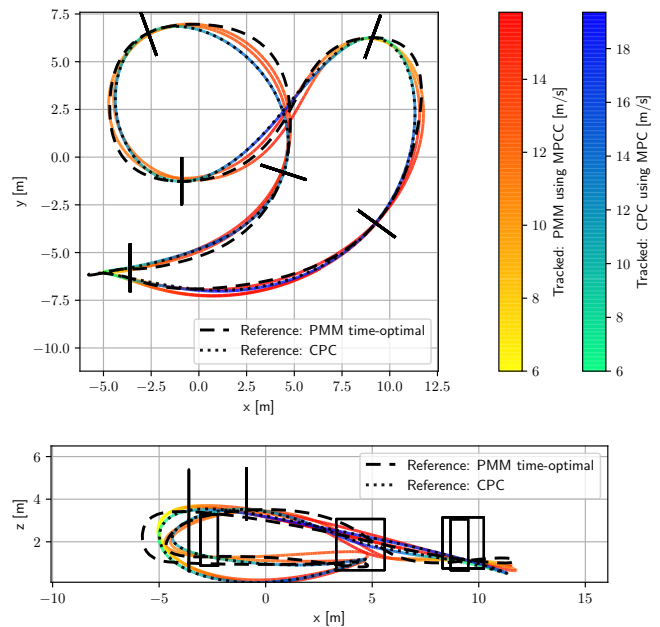 7.5
5.0
2.5
0.0
−2.5
−5.0
−7.5
−10.0
y [m]
Reference: PMM time-optimal
Reference: CPC
−5.0 −2.5 0.0 2.5 5.0 7.5 10.0 12.5
x [m]
14
12
10
8
6
Tracked: PMM using MPCC [m/s]
18
16
14
12
10
8
6
Tracked: CPC using MPC [m/s]
6
4
2
z [m]
Reference: PMM time-optimal
Reference: CPC
−10 −5 0 5 10 15
x [m]